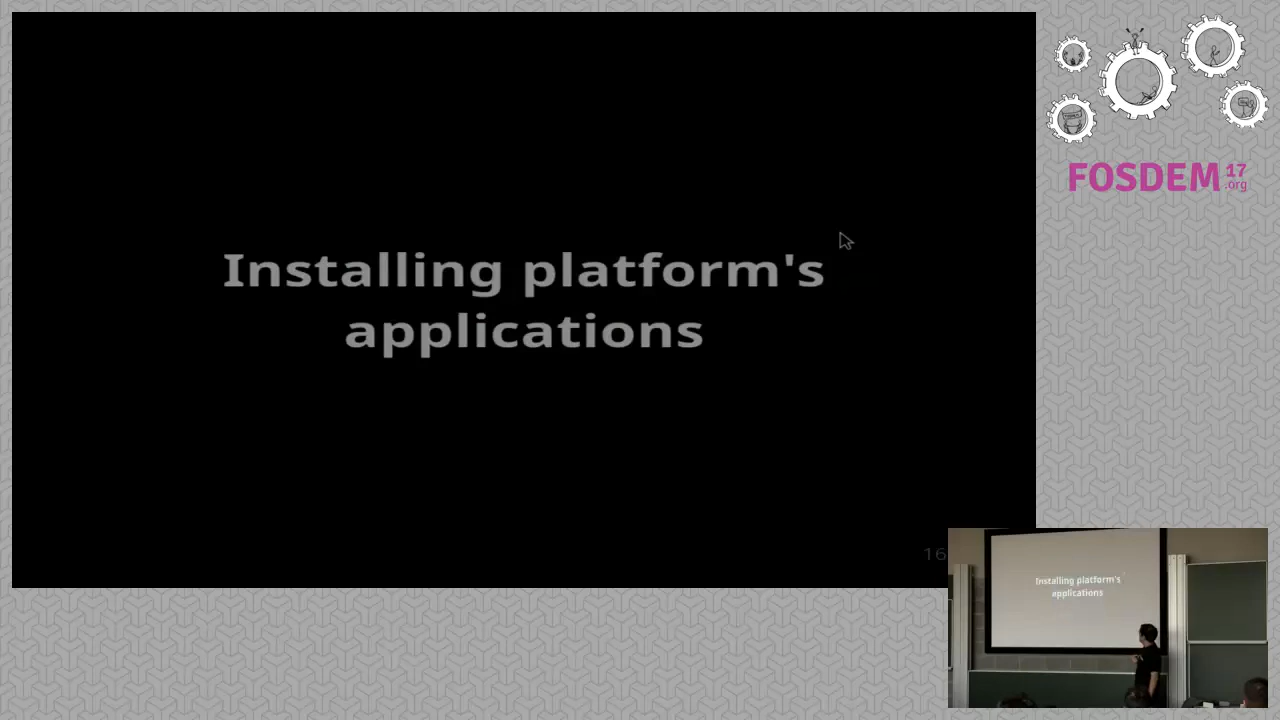 Installing platform's
applications
16
FOSDEM 17
.org
Installing platform's
applications